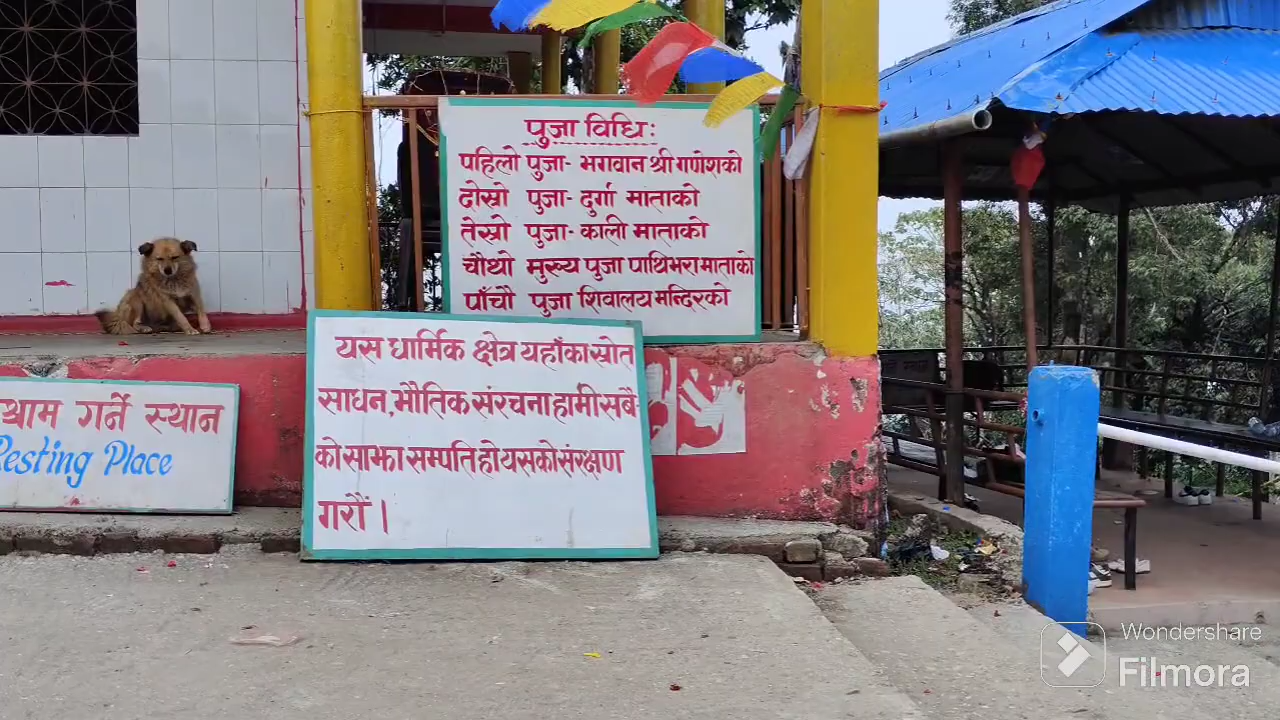 पुजा विधि:
पहिलो पुजा- भगवान श्री गणेशको
दोस्रो पुजा- दुर्गा माताको
तेस्रो पुजा- काली माताको
चौथो मुख्य पुजा पाथिभरा माताको
पाँचौ पुजा शिवालय मन्दिरको
यस धार्मिक क्षेत्र यहाँका स्रोत
साधन, भौतिक संरचना हामी सबै
को साझा सम्पति हो यसको संरक्षण
गरौं ।
श्राम गर्ने स्थान
Resting Place
Wondershare
Filmora